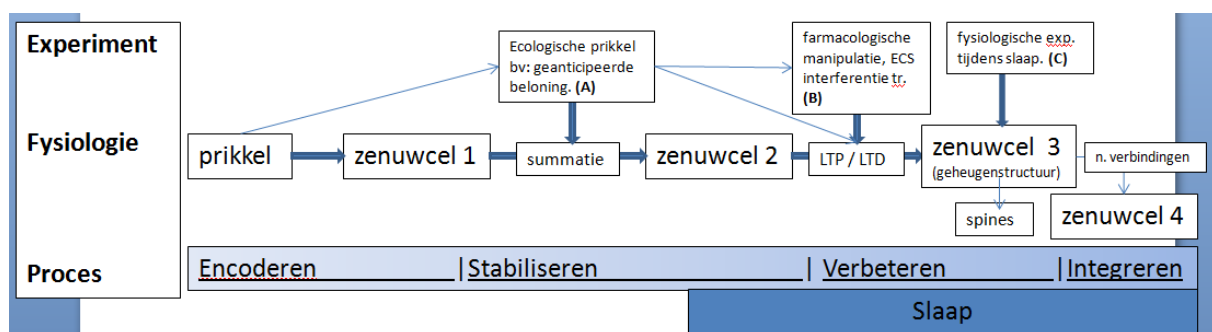 Experiment
Ecologische prikkel
bv: geanticipeerde
beloning. (A)
farmacologische
manipulatie, ECS
interferentie tr.
(B)
fysiologische exp.
tijdens slaap. (C)
Fysiologie
prikkel
zenuwcel 1
summatie
zenuwcel 2
LTP / LTD
zenuwcel 3
(geheugenstructuur)
n. verbindingen
spines
zenuwcel 4
Proces
Encoderen |Stabiliseren | Verbeteren |Integreren
Slaap